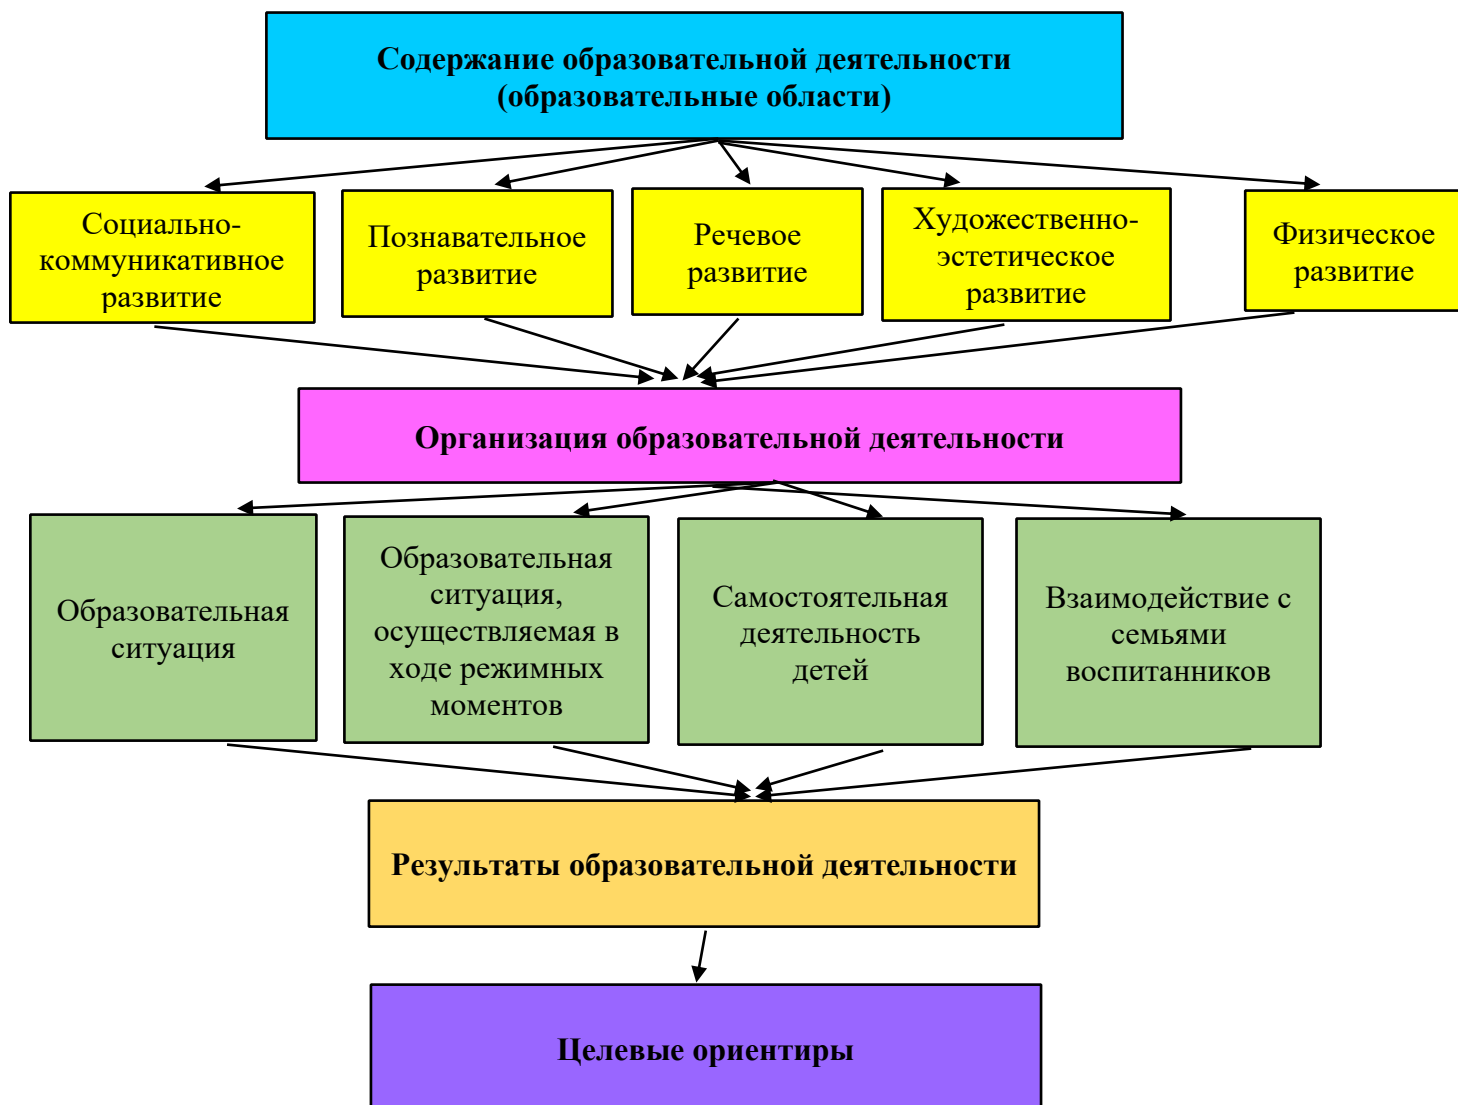 Содержание образовательной деятельности
(образовательные области)
Социально-
коммуникативное
развитие
Познавательное
развитие
Речевое
развитие
Художественно-
эстетическое
развитие
Физическое
развитие
Организация образовательной деятельности
Образовательная
ситуация
Образовательная
ситуация,
осуществляемая в
ходе режимных
моментов
Самостоятельная
деятельность
детей
Взаимодействие с
семьями
воспитанников
Результаты образовательной деятельности
Целевые ориентиры